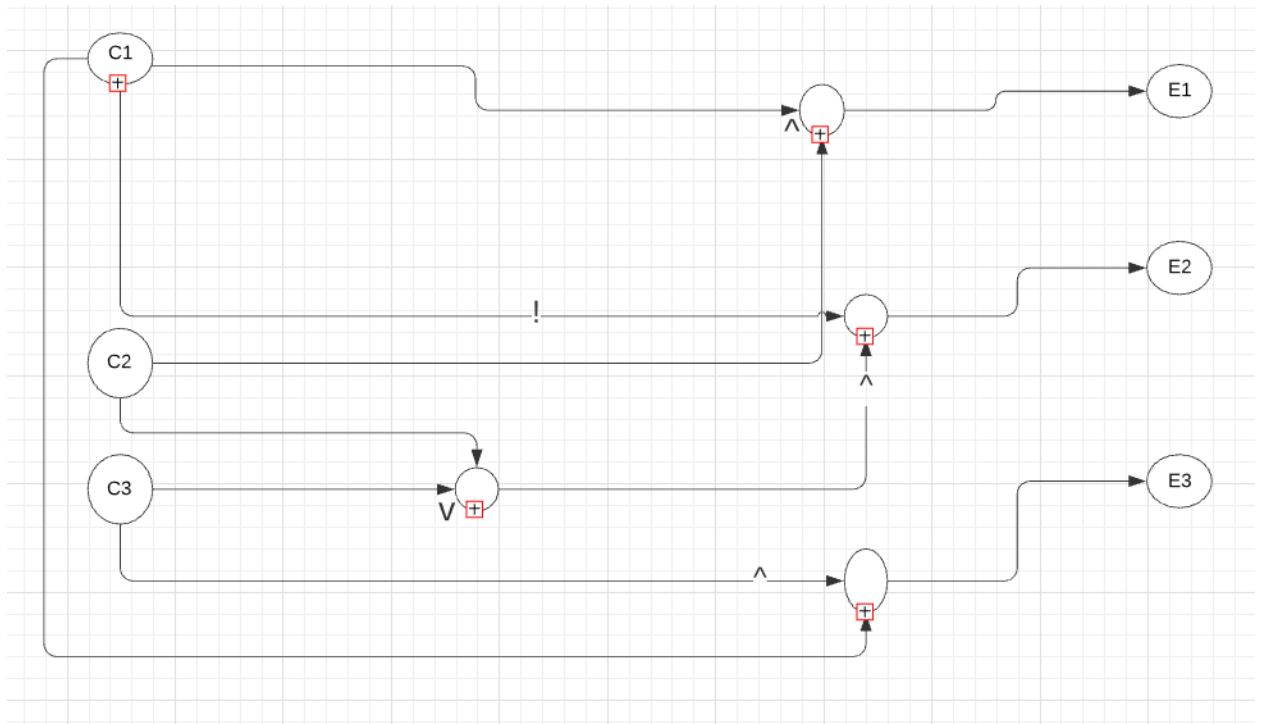 C1
+
^
+
E1
E2
!
+
C2
^
C3
V
+
E3
^
+